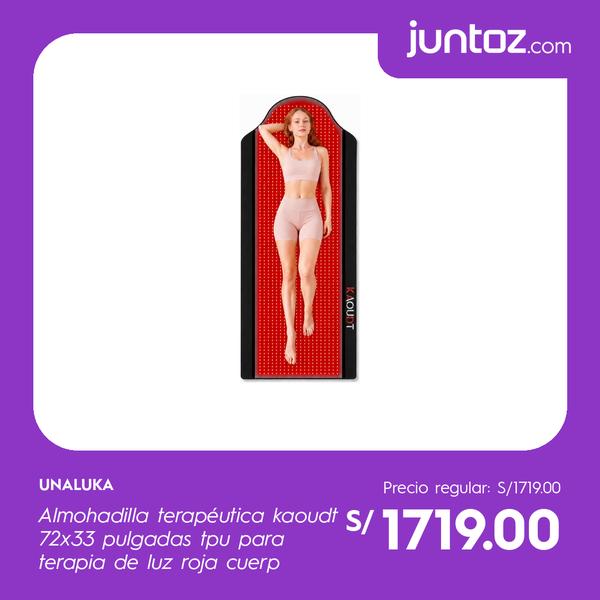 juntoz.com
KAOUDT
UNALUKA
Precio regular: S/1719.00
Almohadilla terapéutica kaoudt
72x33 pulgadas tpu para
terapia de luz roja cuerp
S/ 1719.00